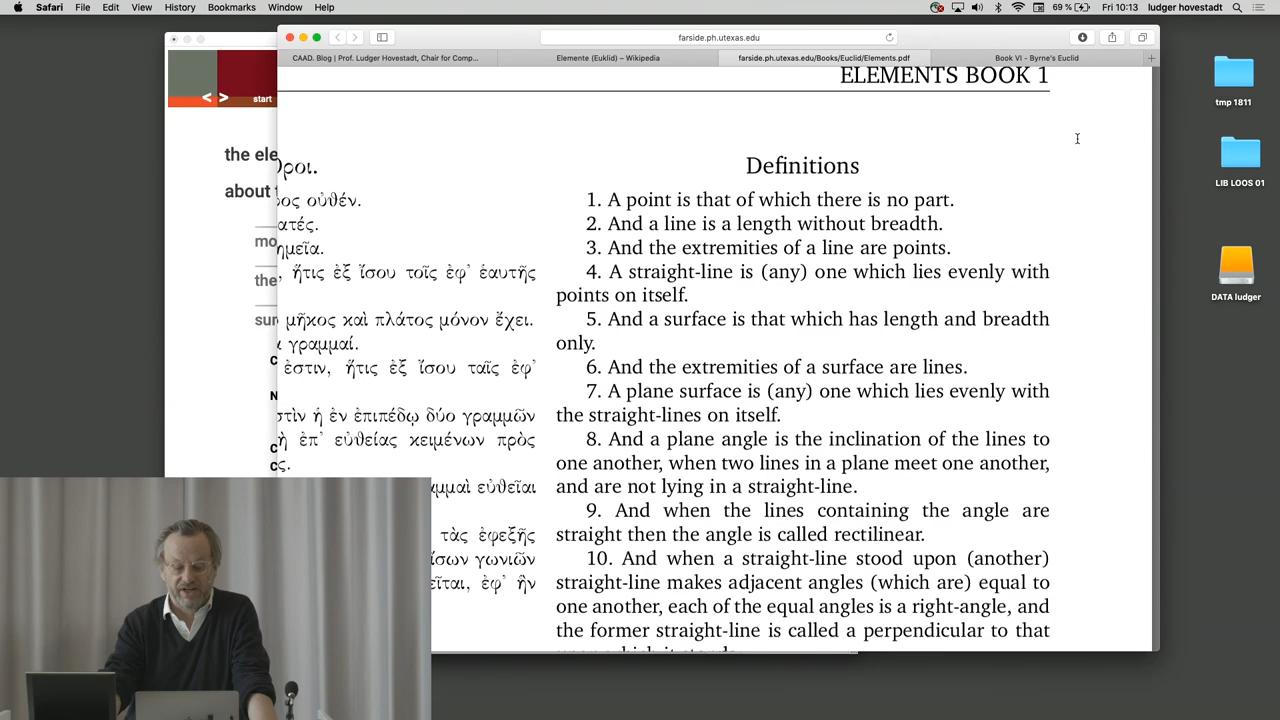 Safari File Edit View History Bookmarks Window Help
69 % Fri 10:13 ludger hovestadt
farside.ph.utexas.edu
CAAD. Blog | Prof. Ludger Hovestadt, Chair for Comp...
Elemente (Euklid) – Wikipedia
farside.ph.utexas.edu/Books/Euclid/Elements.pdf
Book VI - Byrne's Euclid
< > start
the ele
about
mo
the
sur
ELEMENTS BOOK 1
ροι.
ος οὐθέν.
ατές.
ημεῖα.
, ἥτις ἐξ ἴσου τοῖς ἐφ᾿ ἑαυτῆς
μῆκος καὶ πλάτος μόνον ἔχει.
γραμμαί.
ἐστιν, ἥτις ἐξ ἴσου ταῖς ἐφ᾿
στὶν ἡ ἐν ἐπιπέδῳ δύο γραμμῶν
ἐπ᾿ εὐθείας κειμένων πρὸς
ς.
μμαὶ εὐθεῖαι
τὰς ἐφεξῆς
ἴσων γωνιῶν
εῖται, ἐφ᾿ ἣν
Definitions
1. A point is that of which there is no part.
2. And a line is a length without breadth.
3. And the extremities of a line are points.
4. A straight-line is (any) one which lies evenly with
points on itself.
5. And a surface is that which has length and breadth
only.
6. And the extremities of a surface are lines.
7. A plane surface is (any) one which lies evenly with
the straight-lines on itself.
8. And a plane angle is the inclination of the lines to
one another, when two lines in a plane meet one another,
and are not lying in a straight-line.
9. And when the lines containing the angle are
straight then the angle is called rectilinear.
10. And when a straight-line stood upon (another)
straight-line makes adjacent angles (which are) equal to
one another, each of the equal angles is a right-angle, and
the former straight-line is called a perpendicular to that
tmp 1811
LIB LOOS 01
DATA ludger